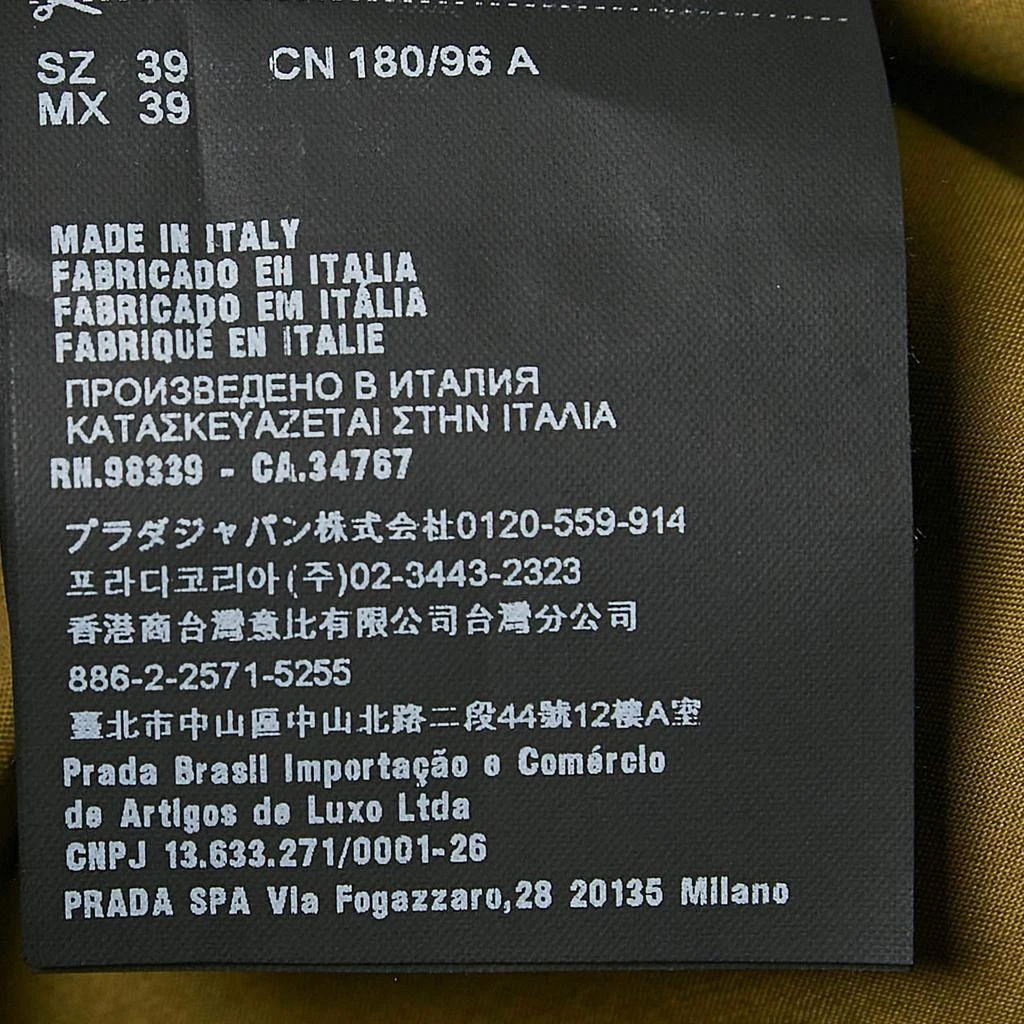 SZ 39 CN 180/96 A
MX 39
MADE IN ITALY
FABRICADO EN ITALIA
FABRICADO EM ITÁLIA
FABRIQUÉ EN ITALIE
ПРОИЗВЕДЕНО В ИТАЛИЯ
ΚΑΤΑΣΚΕΥΑΖΕΤΑΙ ΣΤΗΝ ΙΤΑΛΙΑ
RN.98339 - CA.34767
プラダジャパン株式会社0120-559-914
프라다코리아(주)02-3443-2323
香港商台灣意比有限公司台灣分公司
886-2-2571-5255
臺北市中山區中山北路二段44號12樓A室
Prada Brasil Importação e Comércio
de Artigos de Luxo Ltda
CNPJ 13.633.271/0001-26
PRADA SPA Via Fogazzaro,28 20135 Milano